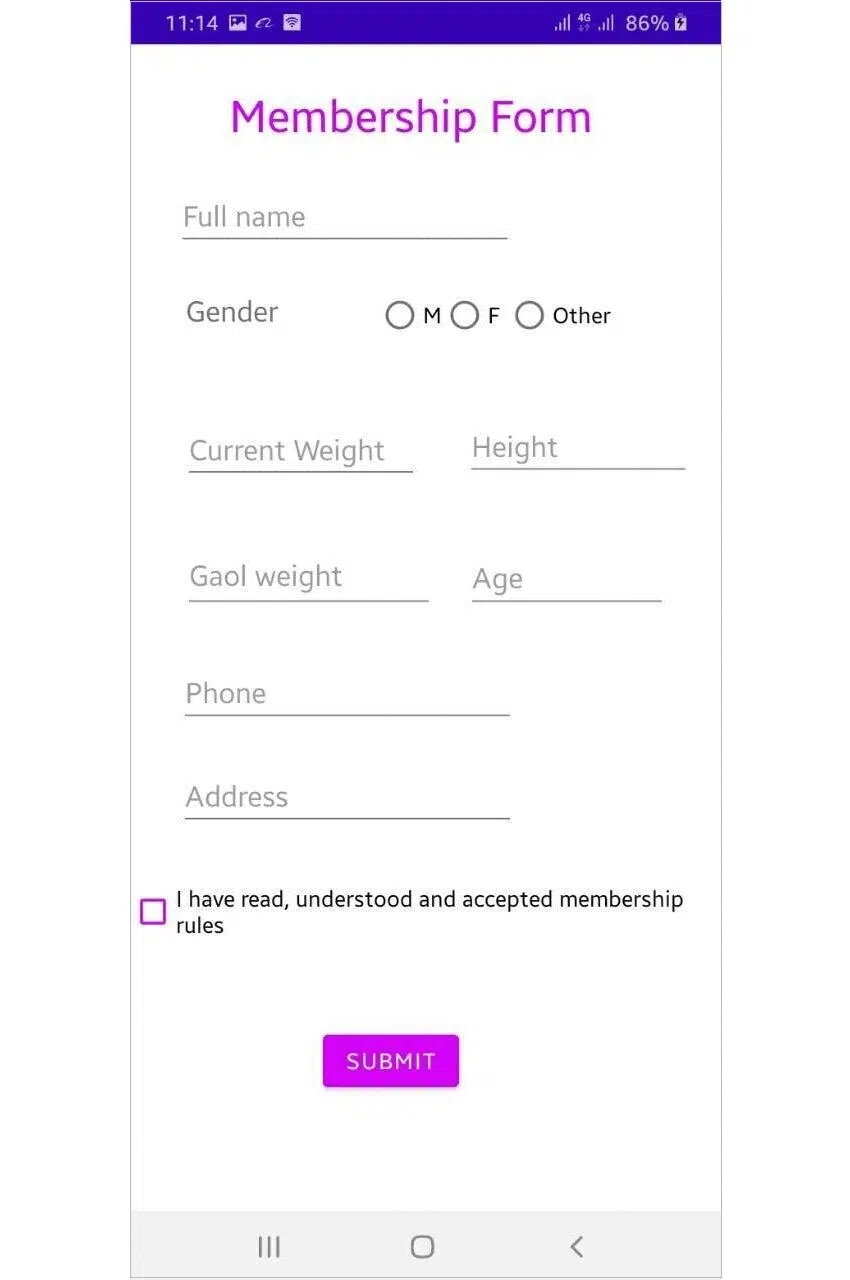 11:14 4G 86%
Membership Form
Full name
Gender M F Other
Current Weight Height
Gaol weight Age
Phone
Address
I have read, understood and accepted membership
rules
SUBMIT